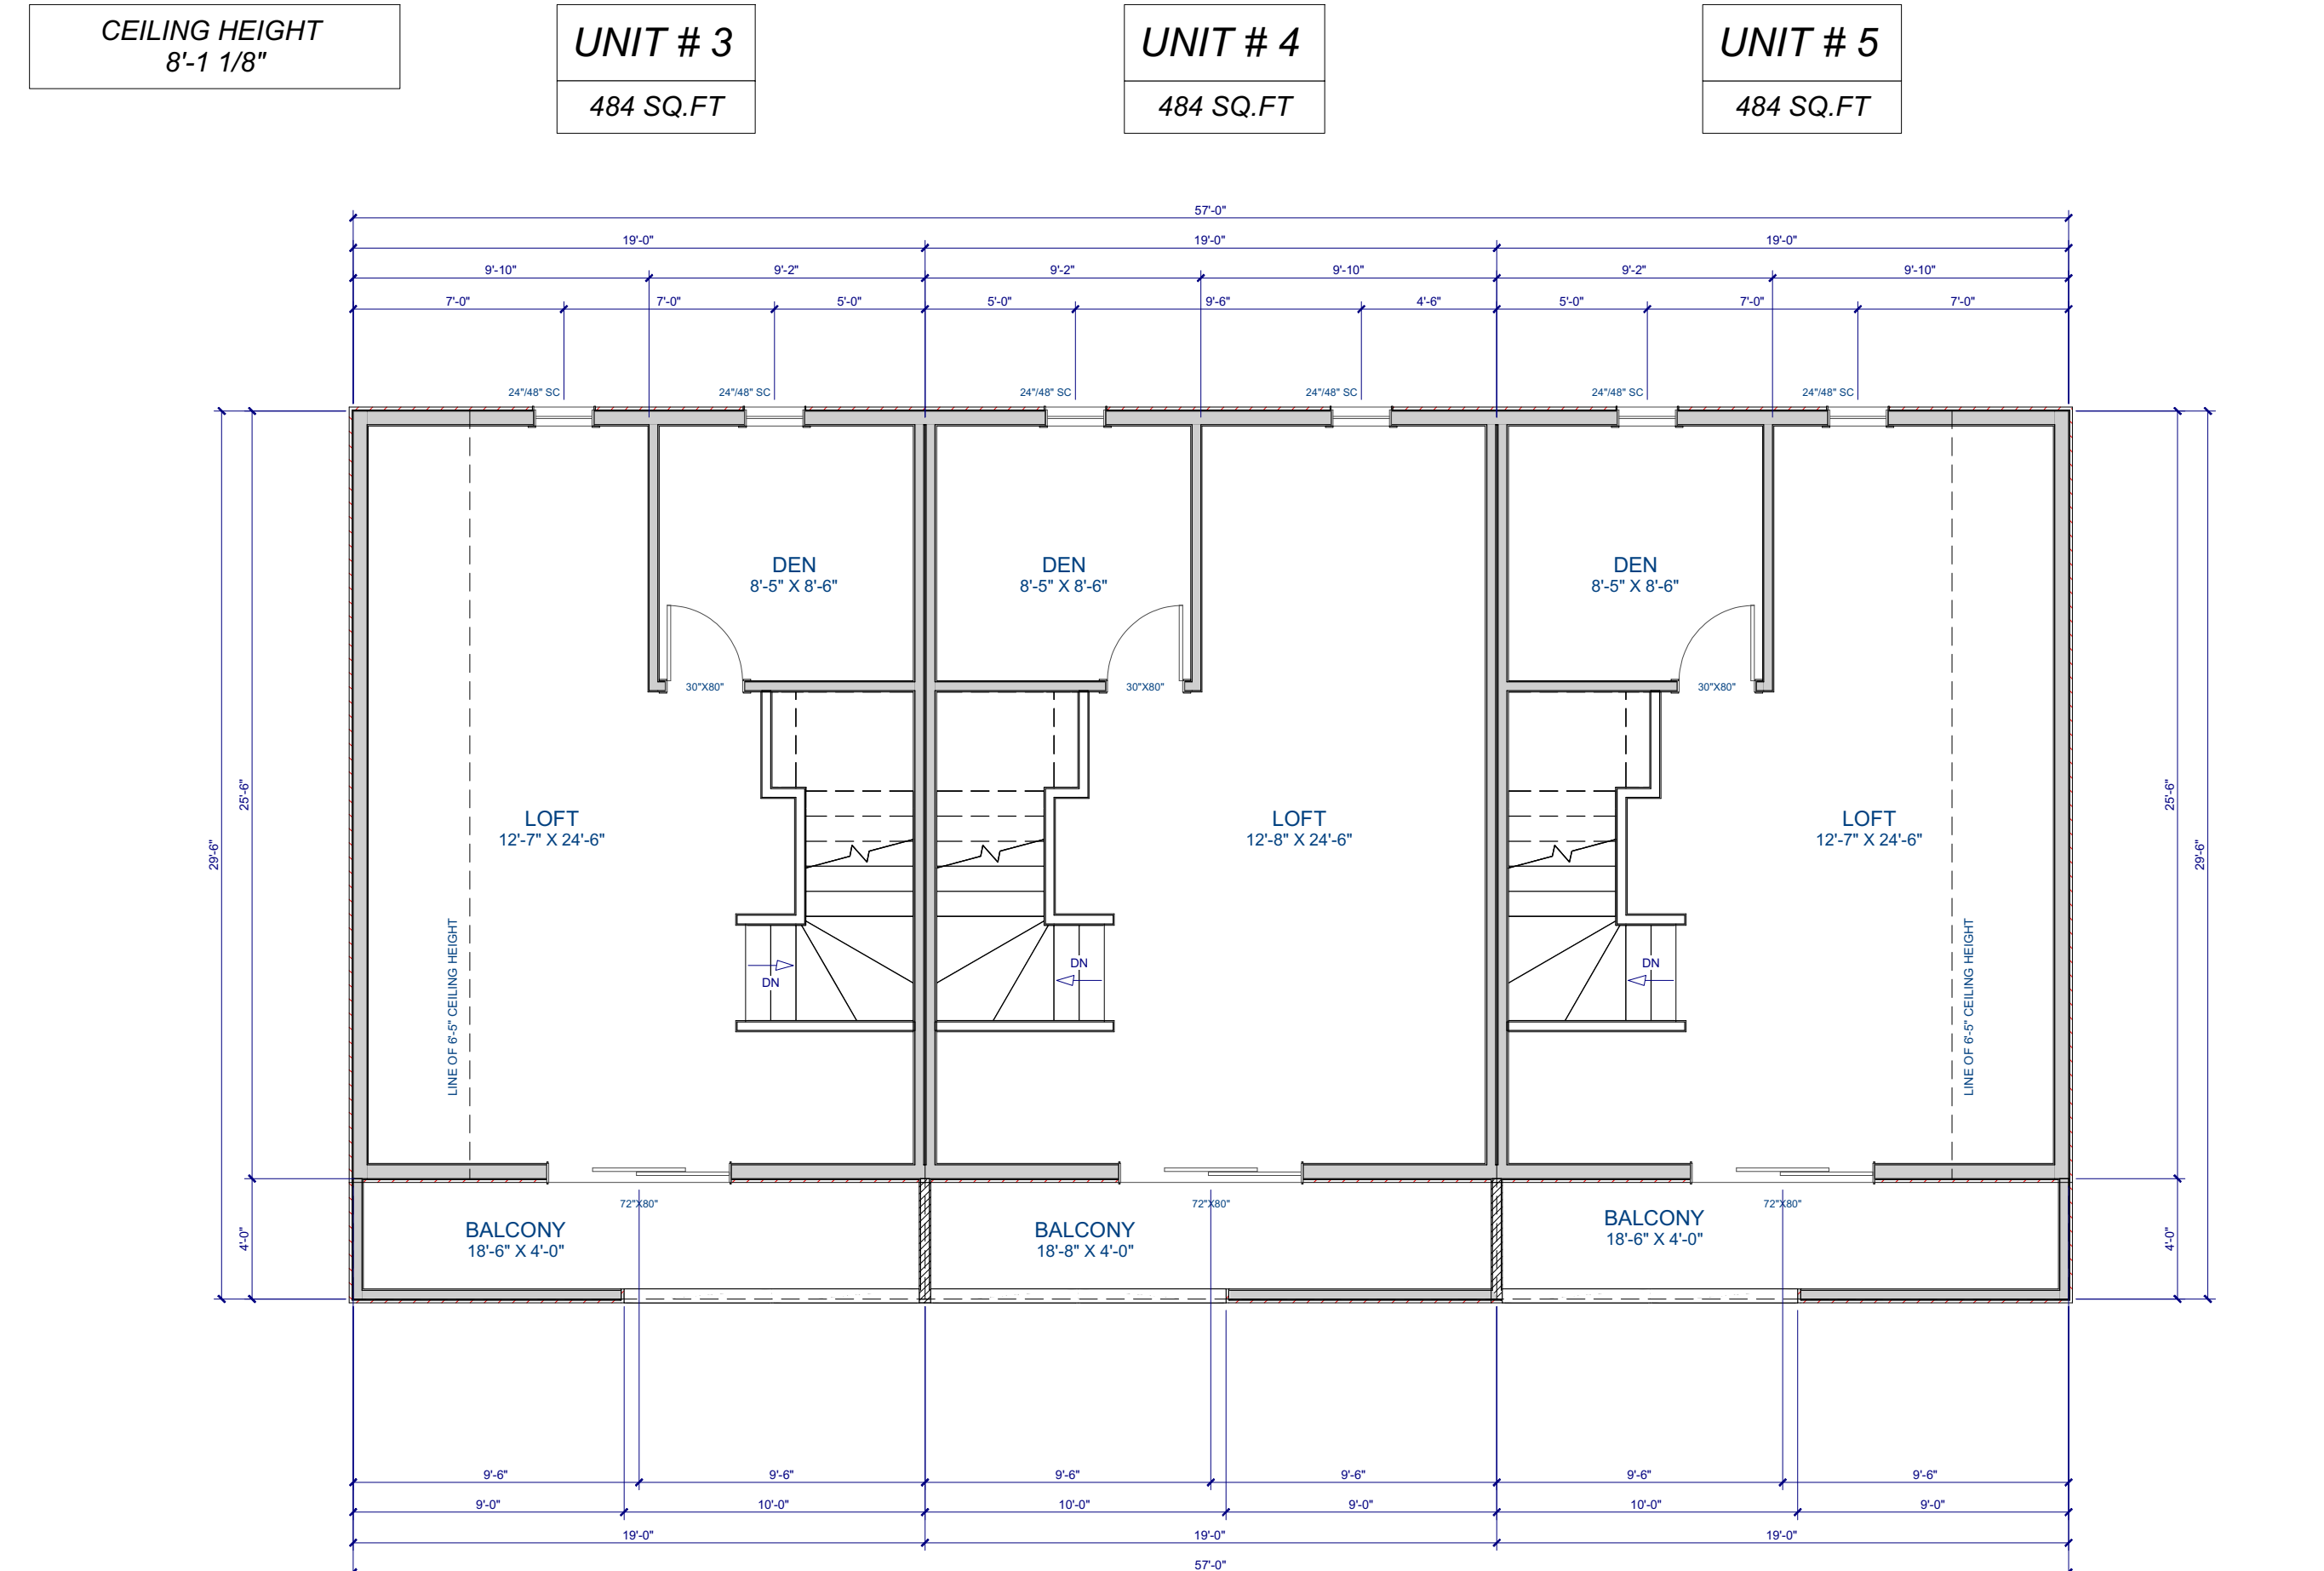 CEILING HEIGHT
8'-1 1/8"
UNIT # 3
484 SQ.FT
UNIT # 4
484 SQ.FT
UNIT # 5
484 SQ.FT
57'-0"
19'-0" 19'-0" 19'-0"
9'-10" 9'-2" 9'-2" 9'-10" 9'-2" 9'-10"
7'-0" 7'-0" 5'-0" 5'-0" 9'-6" 4'-6" 5'-0" 7'-0" 7'-0"
24"/48" SC 24"/48" SC 24"/48" SC 24"/48" SC 24"/48" SC 24"/48" SC
DEN
8'-5" X 8'-6"
DEN
8'-5" X 8'-6"
DEN
8'-5" X 8'-6"
30"X80" 30"X80" 30"X80"
29'-6"
25'-6"
LOFT
12'-7" X 24'-6"
LOFT
12'-8" X 24'-6"
LOFT
12'-7" X 24'-6"
25'-6"
29'-6"
LINE OF 6'-5" CEILING HEIGHT
DN
DN
DN
LINE OF 6'-5" CEILING HEIGHT
72"X80" 72"X80" 72"X80"
4'-0"
BALCONY
18'-6" X 4'-0"
BALCONY
18'-8" X 4'-0"
BALCONY
18'-6" X 4'-0"
4'-0"
9'-6" 9'-6" 9'-6" 9'-6" 9'-6" 9'-6"
9'-0" 10'-0" 10'-0" 9'-0" 10'-0" 9'-0"
19'-0" 19'-0" 19'-0"
57'-0"